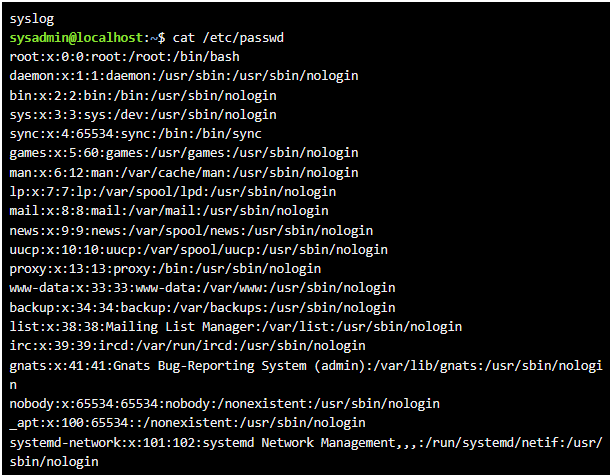 syslog
sysadmin@localhost:~$ cat /etc/passwd
root:x:0:0:root:/root:/bin/bash
daemon:x:1:1:daemon:/usr/sbin:/usr/sbin/nologin
bin:x:2:2:bin:/bin:/usr/sbin/nologin
sys:x:3:3:sys:/dev:/usr/sbin/nologin
sync:x:4:65534:sync:/bin:/bin/sync
games:x:5:60:games:/usr/games:/usr/sbin/nologin
man:x:6:12:man:/var/cache/man:/usr/sbin/nologin
lp:x:7:7:lp:/var/spool/lpd:/usr/sbin/nologin
mail:x:8:8:mail:/var/mail:/usr/sbin/nologin
news:x:9:9:news:/var/spool/news:/usr/sbin/nologin
uucp:x:10:10:uucp:/var/spool/uucp:/usr/sbin/nologin
proxy:x:13:13:proxy:/bin:/usr/sbin/nologin
www-data:x:33:33:www-data:/var/www:/usr/sbin/nologin
backup:x:34:34:backup:/var/backups:/usr/sbin/nologin
list:x:38:38:Mailing List Manager:/var/list:/usr/sbin/nologin
irc:x:39:39:ircd:/var/run/ircd:/usr/sbin/nologin
gnats:x:41:41:Gnats Bug-Reporting System (admin):/var/lib/gnats:/usr/sbin/nologi
n
nobody:x:65534:65534:nobody:/nonexistent:/usr/sbin/nologin
_apt:x:100:65534::/nonexistent:/usr/sbin/nologin
systemd-network:x:101:102:systemd Network Management,,,:/run/systemd/netif:/usr/
sbin/nologin